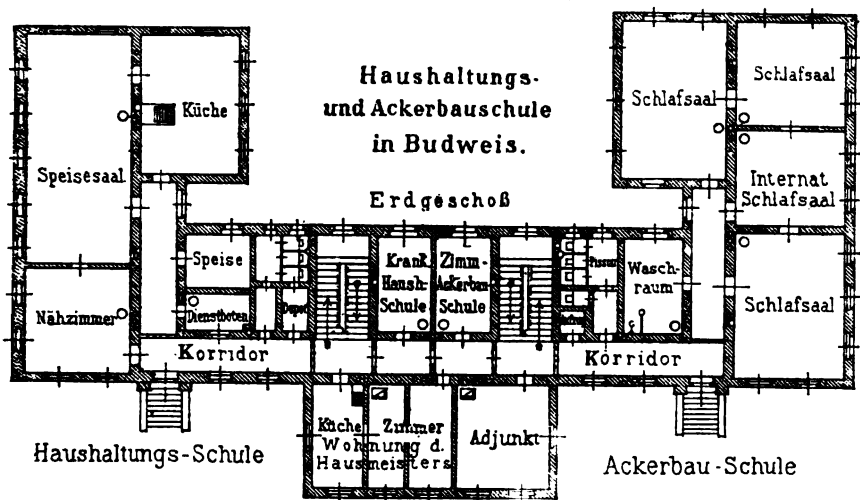 Haushaltungs-
und Ackerbauschule
in Budweis.
Erdgeschoß
Küche
Speisesaal
Nähzimmer
Speise
Dienstboten
Depot
Korridor
Krank.
Haush.
Schule
Zimm.
Ackerbau-
Schule
Pissoir
Wasch-
raum
Korridor
Schlafsaal
Schlafsaal
Internat
Schlafsaal
Schlafsaal
Küche
Zimmer
Wohnung d.
Hausmeisters
Adjunkt
Haushaltungs-Schule
Ackerbau-Schule